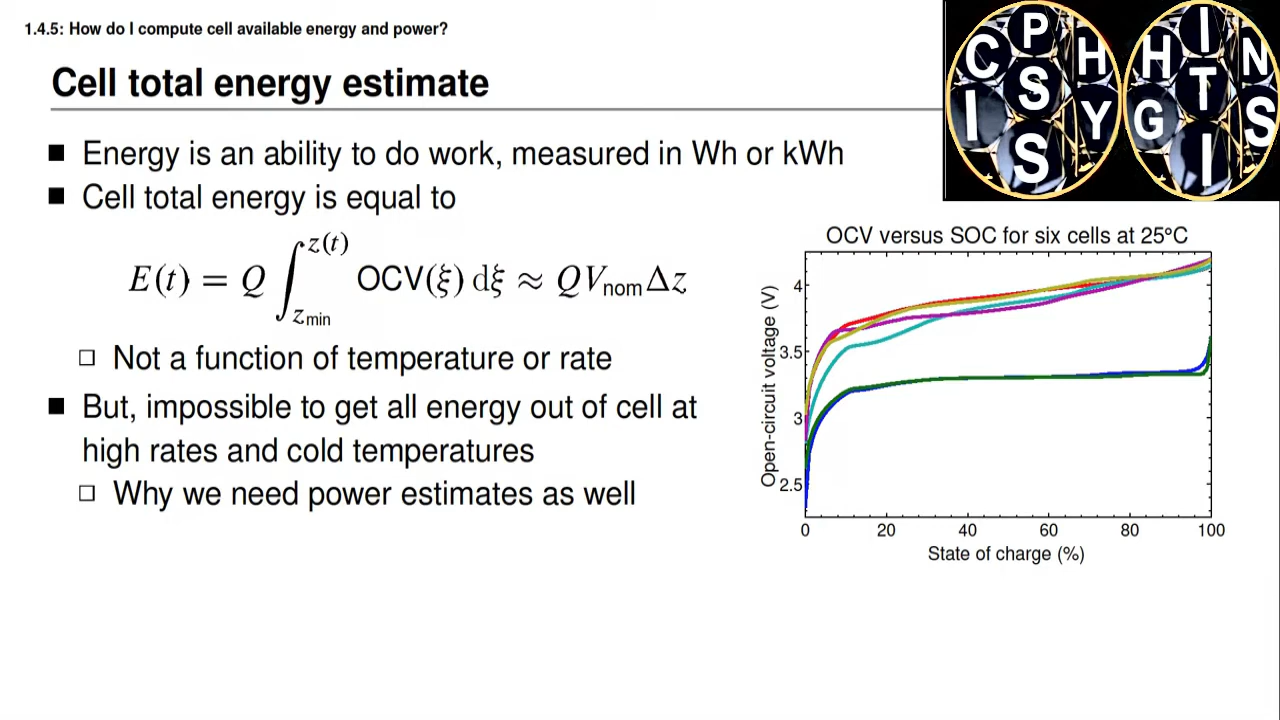 1.4.5: How do I compute cell available energy and power?
Cell total energy estimate
■ Energy is an ability to do work, measured in Wh or kWh
■ Cell total energy is equal to
E(t) = Q ∫_{z_min}^{z(t)} OCV(ξ) dξ ≈ QV_nom Δz
□ Not a function of temperature or rate
■ But, impossible to get all energy out of cell at
high rates and cold temperatures
□ Why we need power estimates as well
C P H
I S Y
S
H I N
G T S
I
OCV versus SOC for six cells at 25°C
Open-circuit voltage (V)
4
3.5
3
2.5
0 20 40 60 80 100
State of charge (%)